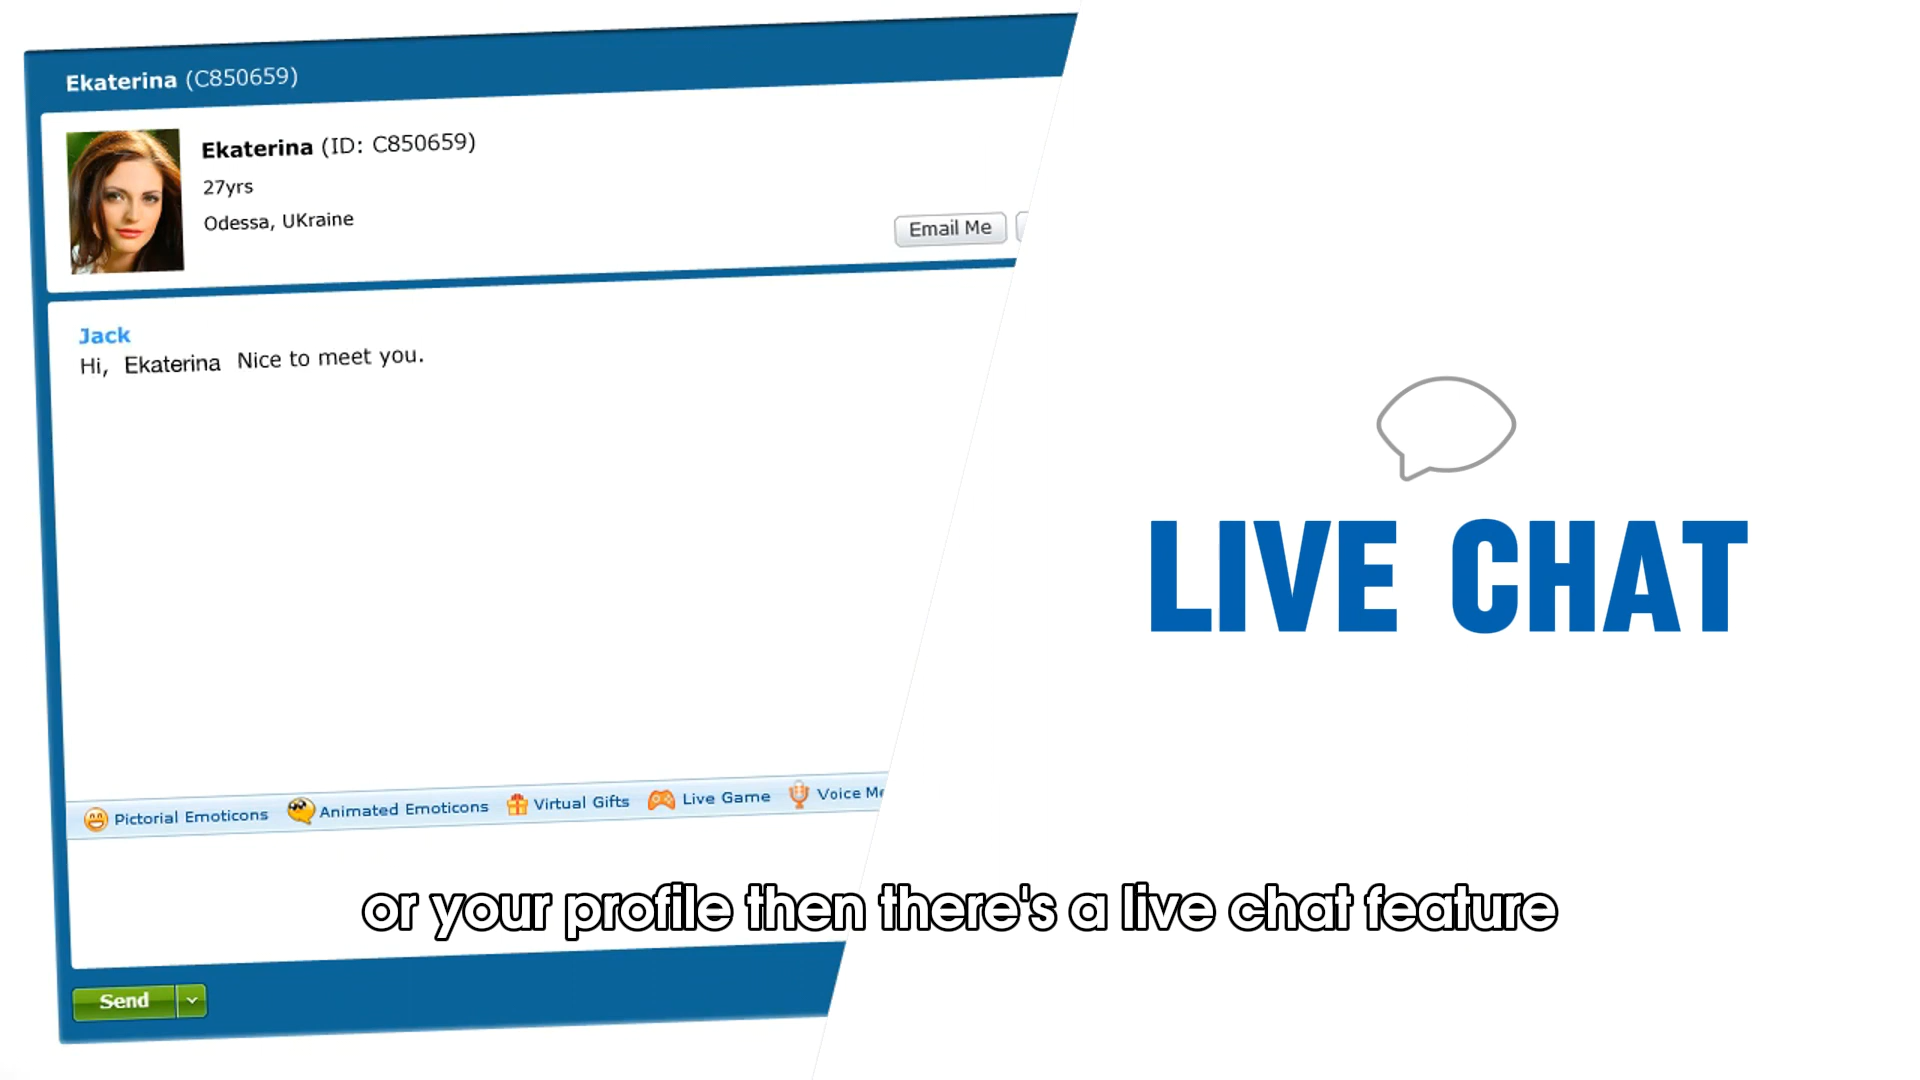 Ekaterina (C850659)
Ekaterina (ID: C850659)
27yrs
Odessa, UKraine
Email Me
Jack
Hi, Ekaterina Nice to meet you.
LIVE CHAT
Pictorial Emoticons Animated Emoticons Virtual Gifts Live Game Voice
or your profile then there's a live chat feature
Send